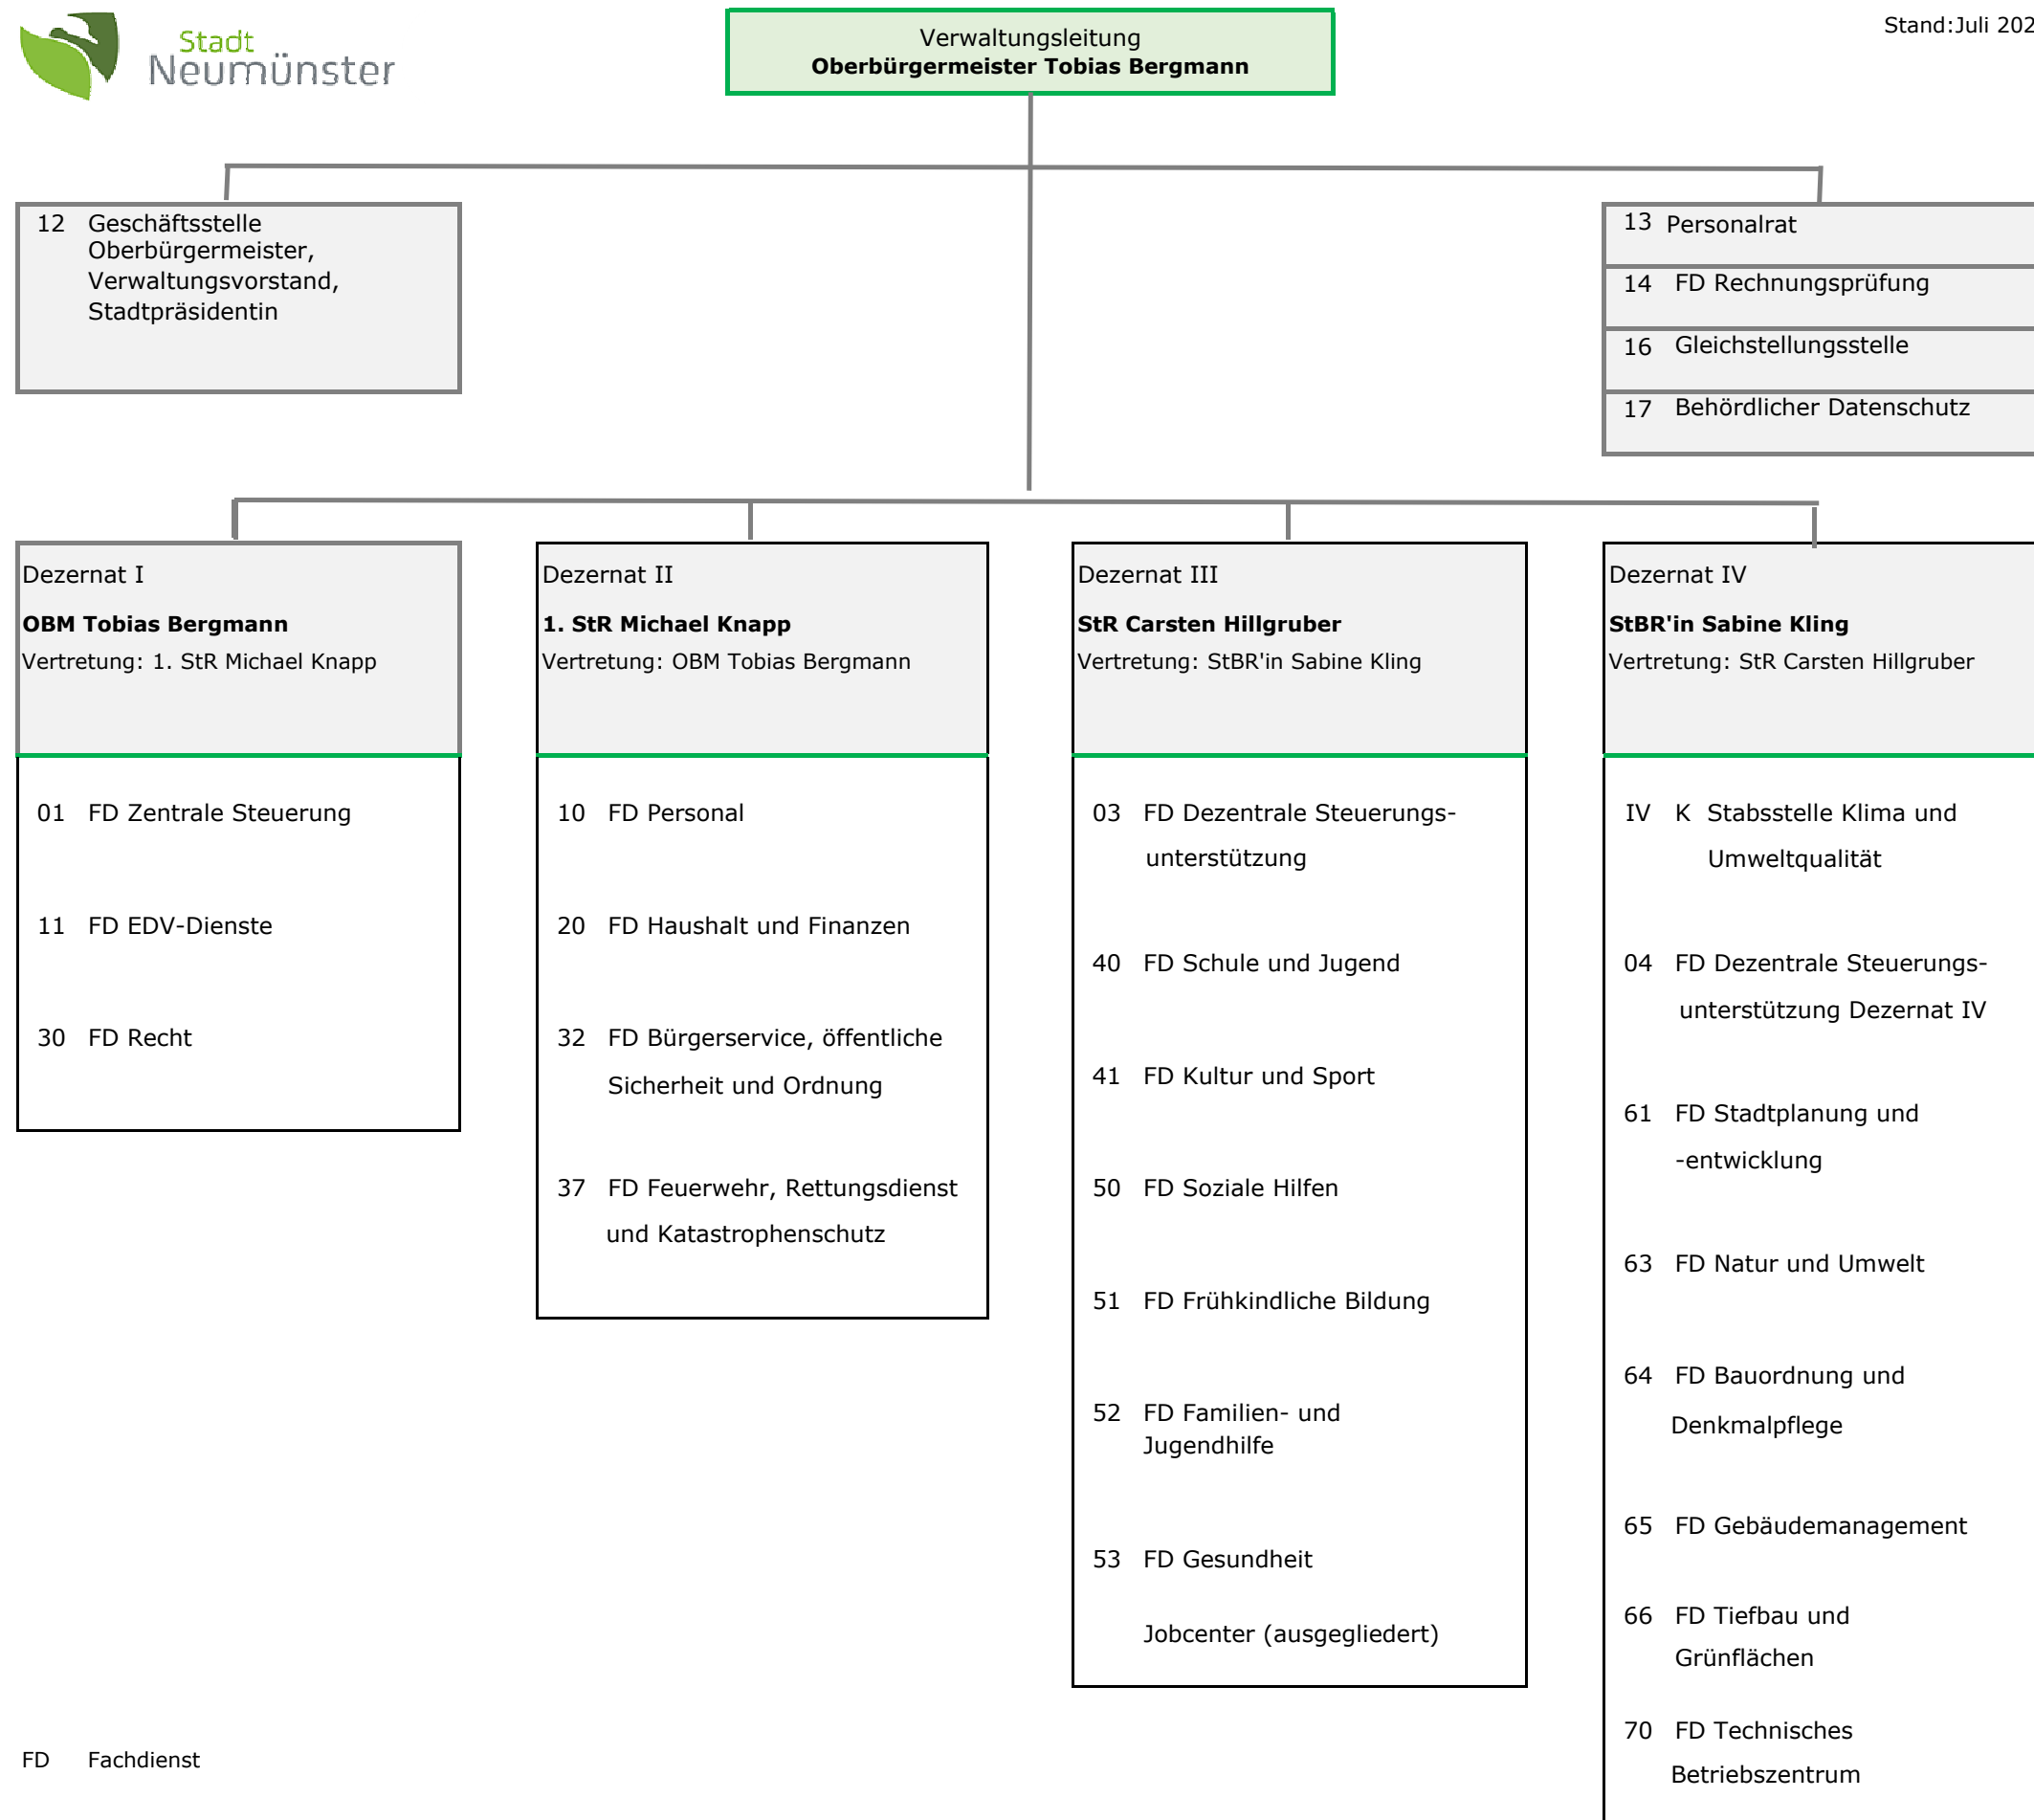 Stadt
Neumünster
Verwaltungsleitung
Oberbürgermeister Tobias Bergmann
Stand:Juli 202
12 Geschäftsstelle
Oberbürgermeister,
Verwaltungsvorstand,
Stadtpräsidentin
13 Personalrat
14 FD Rechnungsprüfung
16 Gleichstellungsstelle
17 Behördlicher Datenschutz
Dezernat I
OBM Tobias Bergmann
Vertretung: 1. StR Michael Knapp
01 FD Zentrale Steuerung
11 FD EDV-Dienste
30 FD Recht
Dezernat II
1. StR Michael Knapp
Vertretung: OBM Tobias Bergmann
10 FD Personal
20 FD Haushalt und Finanzen
32 FD Bürgerservice, öffentliche
Sicherheit und Ordnung
37 FD Feuerwehr, Rettungsdienst
und Katastrophenschutz
Dezernat III
StR Carsten Hillgruber
Vertretung: StBR'in Sabine Kling
03 FD Dezentrale Steuerungs-
unterstützung
40 FD Schule und Jugend
41 FD Kultur und Sport
50 FD Soziale Hilfen
51 FD Frühkindliche Bildung
52 FD Familien- und
Jugendhilfe
53 FD Gesundheit
Jobcenter (ausgegliedert)
Dezernat IV
StBR'in Sabine Kling
Vertretung: StR Carsten Hillgruber
IV K Stabsstelle Klima und
Umweltqualität
04 FD Dezentrale Steuerungs-
unterstützung Dezernat IV
61 FD Stadtplanung und
-entwicklung
63 FD Natur und Umwelt
64 FD Bauordnung und
Denkmalpflege
65 FD Gebäudemanagement
66 FD Tiefbau und
Grünflächen
70 FD Technisches
Betriebszentrum
FD Fachdienst